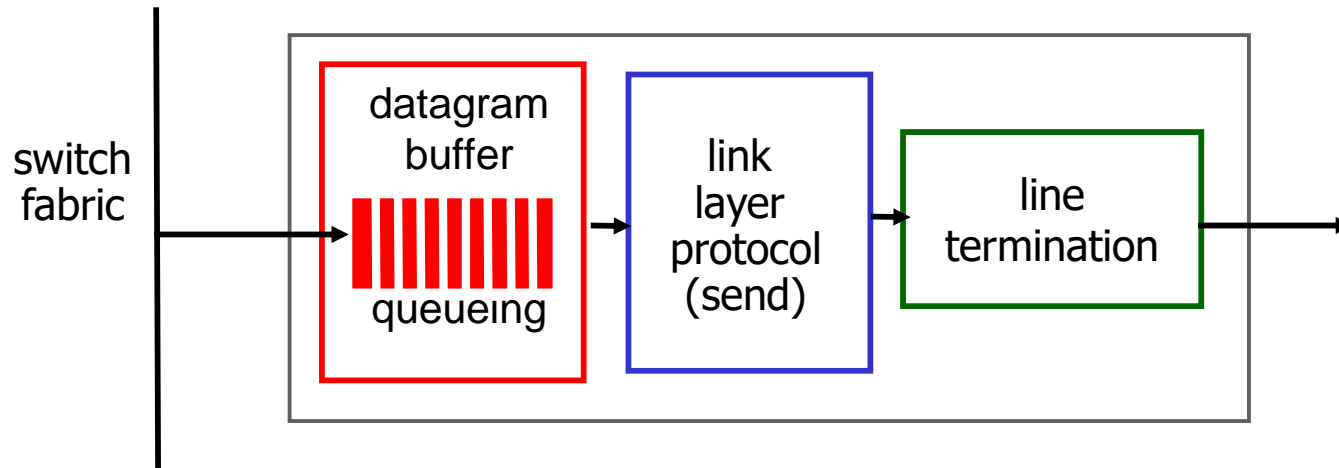 switch
fabric
datagram
buffer
queueing
link
layer
protocol
(send)
line
termination